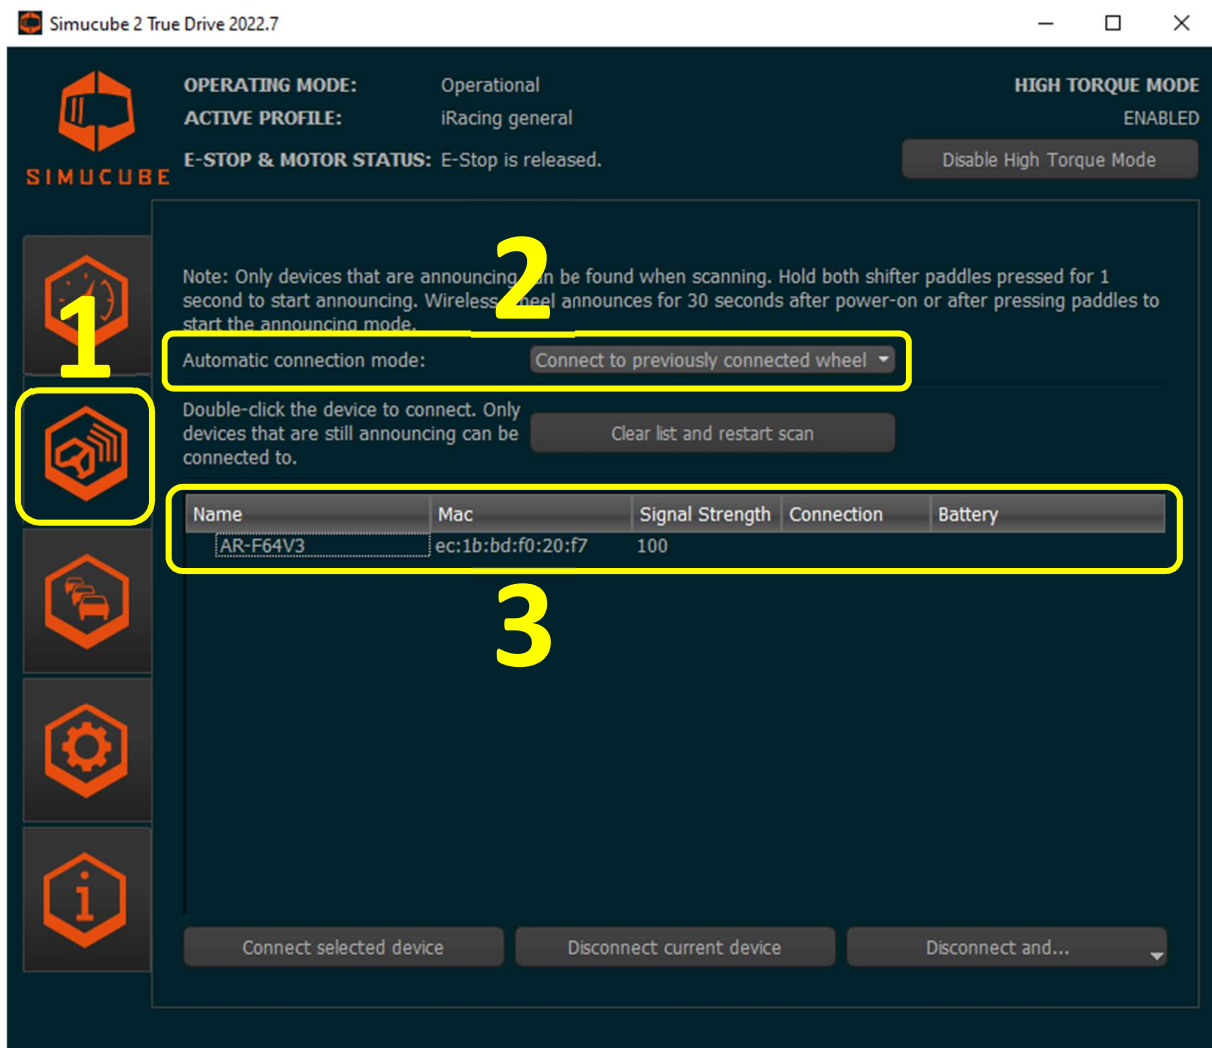 Simucube 2 True Drive 2022.7
OPERATING MODE: Operational
HIGH TORQUE MODE
ACTIVE PROFILE: iRacing general
ENABLED
E-STOP & MOTOR STATUS: E-Stop is released.
Disable High Torque Mode
SIMUCUBE
1
2
Note: Only devices that are announcing can be found when scanning. Hold both shifter paddles pressed for 1
second to start announcing. Wireless wheel announces for 30 seconds after power-on or after pressing paddles to
start the announcing mode.
Automatic connection mode: Connect to previously connected wheel
Double-click the device to connect. Only
devices that are still announcing can be
connected to.
Clear list and restart scan
Name Mac Signal Strength Connection Battery
AR-F64V3 ec:1b:bd:f0:20:f7 100
3
i
Connect selected device Disconnect current device Disconnect and...